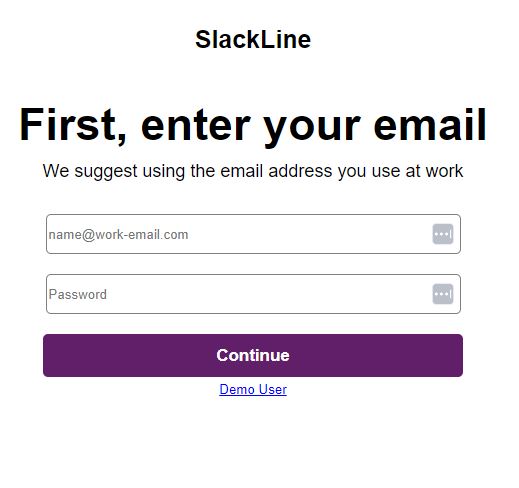 SlackLine
First, enter your email
We suggest using the email address you use at work
name@work-email.com
Password
Continue
Demo User